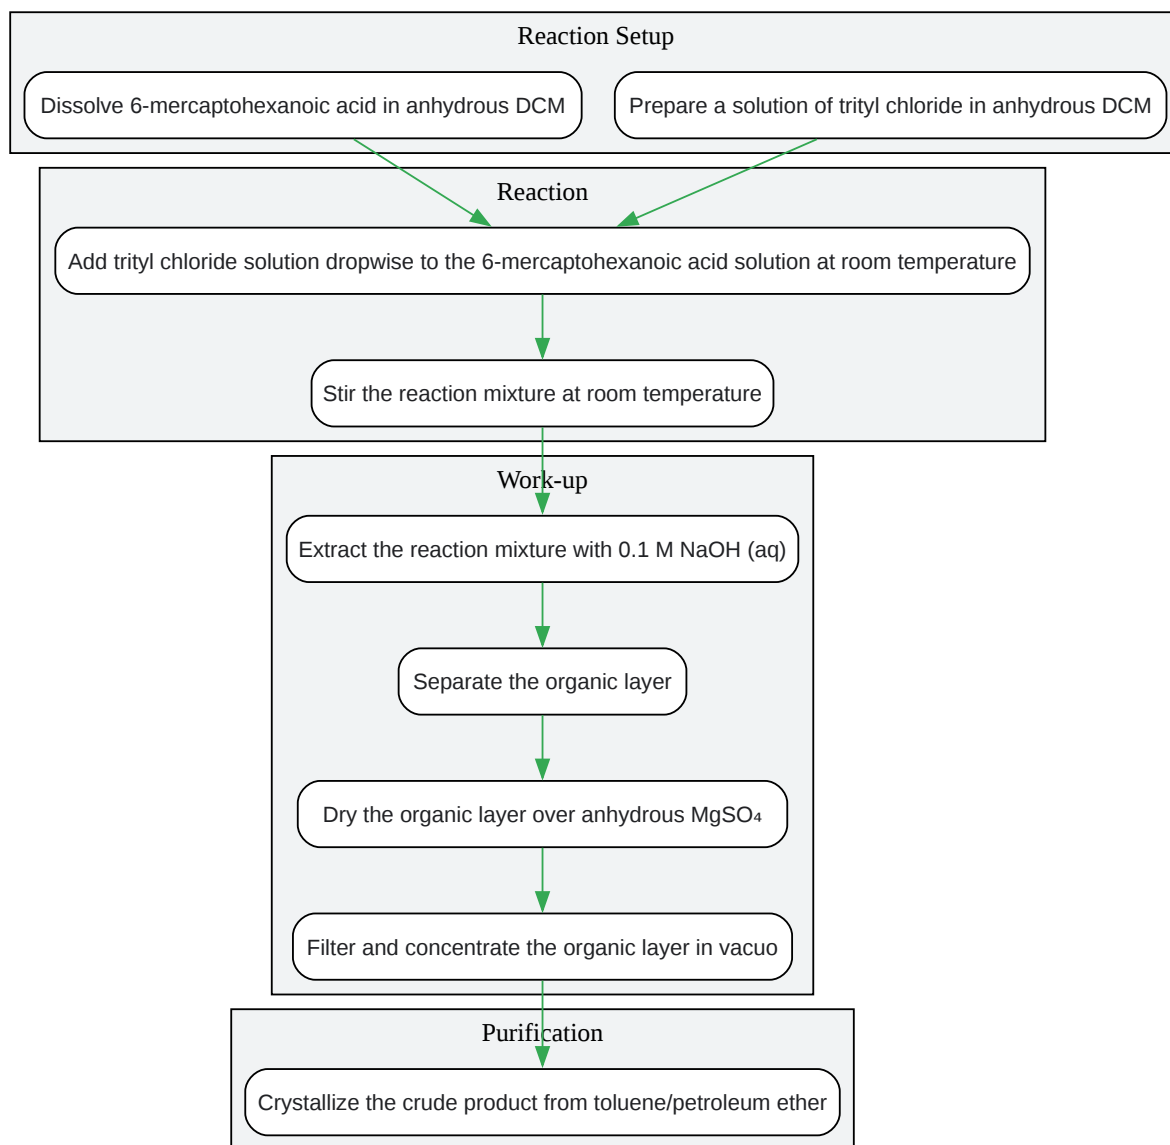 Reaction Setup
Dissolve 6-mercaptohexanoic acid in anhydrous DCM
Prepare a solution of trityl chloride in anhydrous DCM
Reaction
Add trityl chloride solution dropwise to the 6-mercaptohexanoic acid solution at room temperature
Stir the reaction mixture at room temperature
Work-up
Extract the reaction mixture with 0.1 M NaOH (aq)
Separate the organic layer
Dry the organic layer over anhydrous MgSO₄
Filter and concentrate the organic layer in vacuo
Purification
Crystallize the crude product from toluene/petroleum ether